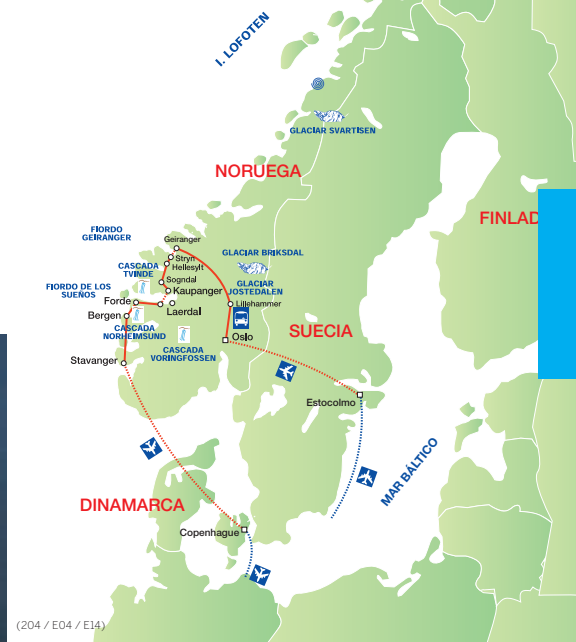 I. LOFOTEN
GLACIAR SVARTISEN
NORUEGA
FINLAD
FIORDO
GEIRANGER
Geiranger
GLACIAR BRIKSDAL
Stryn
Hellesylt
CASCADA
TVINDE
GLACIAR
JOSTEDALEN
Sogndal
FIORDO DE LOS
SUEÑOS
Kaupanger
Forde
Lillehammer
Laerdal
Bergen
CASCADA
NORHEIMSUND
SUECIA
Oslo
CASCADA
VORINGFOSSEN
Stavanger
Estocolmo
MAR BÁLTICO
DINAMARCA
Copenhague
(204 / E04 / E14)